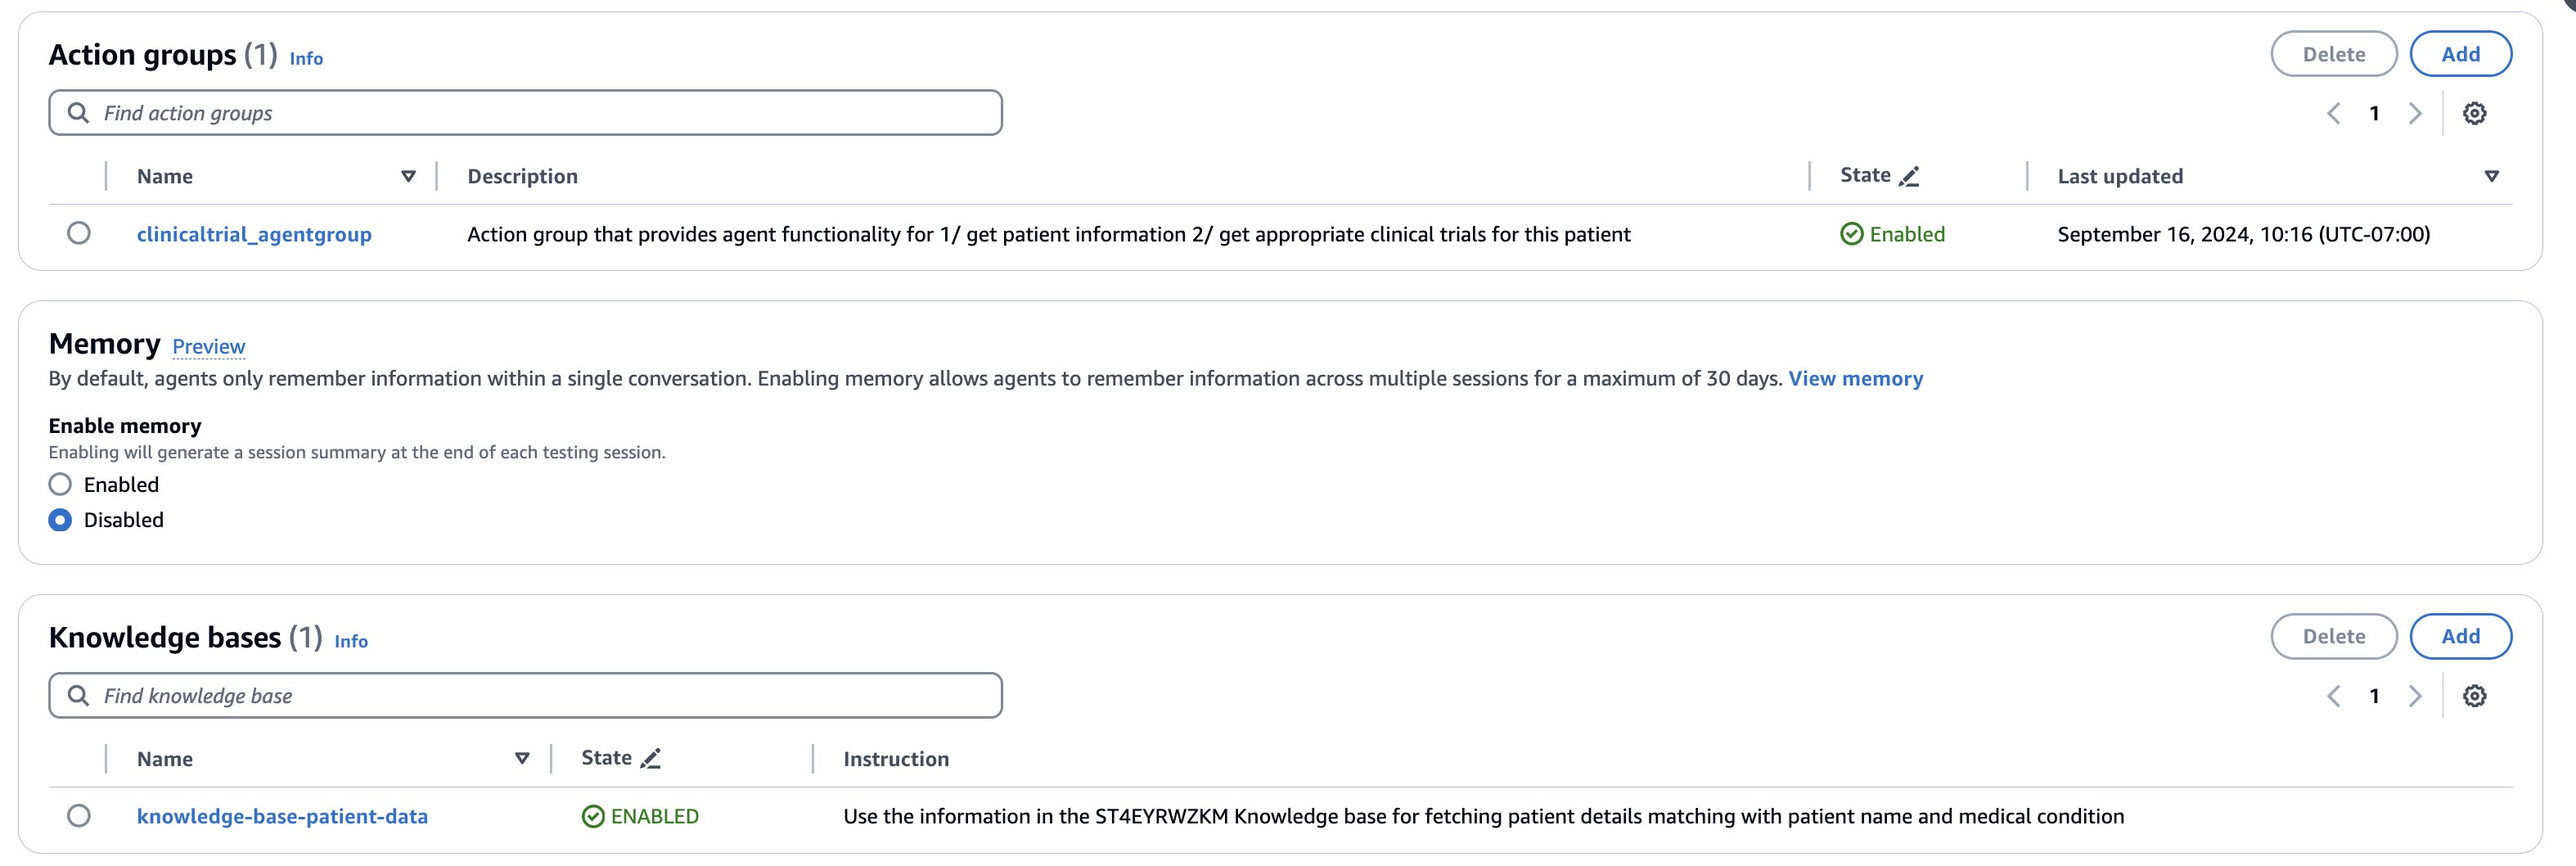 Action groups (1) Info
Delete
Add
Find action groups
1
Name Description State Last updated
clinicaltrial_agentgroup Action group that provides agent functionality for 1/ get patient information 2/ get appropriate clinical trials for this patient Enabled September 16, 2024, 10:16 (UTC-07:00)
Memory Preview
By default, agents only remember information within a single conversation. Enabling memory allows agents to remember information across multiple sessions for a maximum of 30 days. View memory
Enable memory
Enabling will generate a session summary at the end of each testing session.
Enabled
Disabled
Knowledge bases (1) Info
Delete
Add
Find knowledge base
1
Name State Instruction
knowledge-base-patient-data ENABLED Use the information in the ST4EYRWZKM Knowledge base for fetching patient details matching with patient name and medical condition